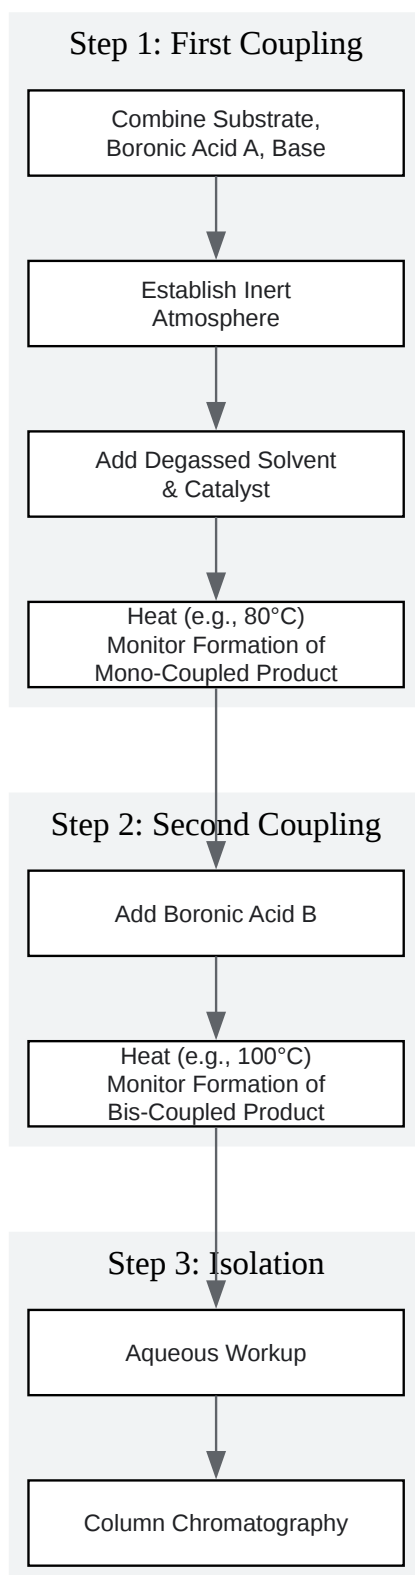 Step 1: First Coupling
Combine Substrate,
Boronic Acid A, Base
Establish Inert
Atmosphere
Add Degassed Solvent
& Catalyst
Heat (e.g., 80°C)
Monitor Formation of
Mono-Coupled Product
Step 2: Second Coupling
Add Boronic Acid B
Heat (e.g., 100°C)
Monitor Formation of
Bis-Coupled Product
Step 3: Isolation
Aqueous Workup
Column Chromatography